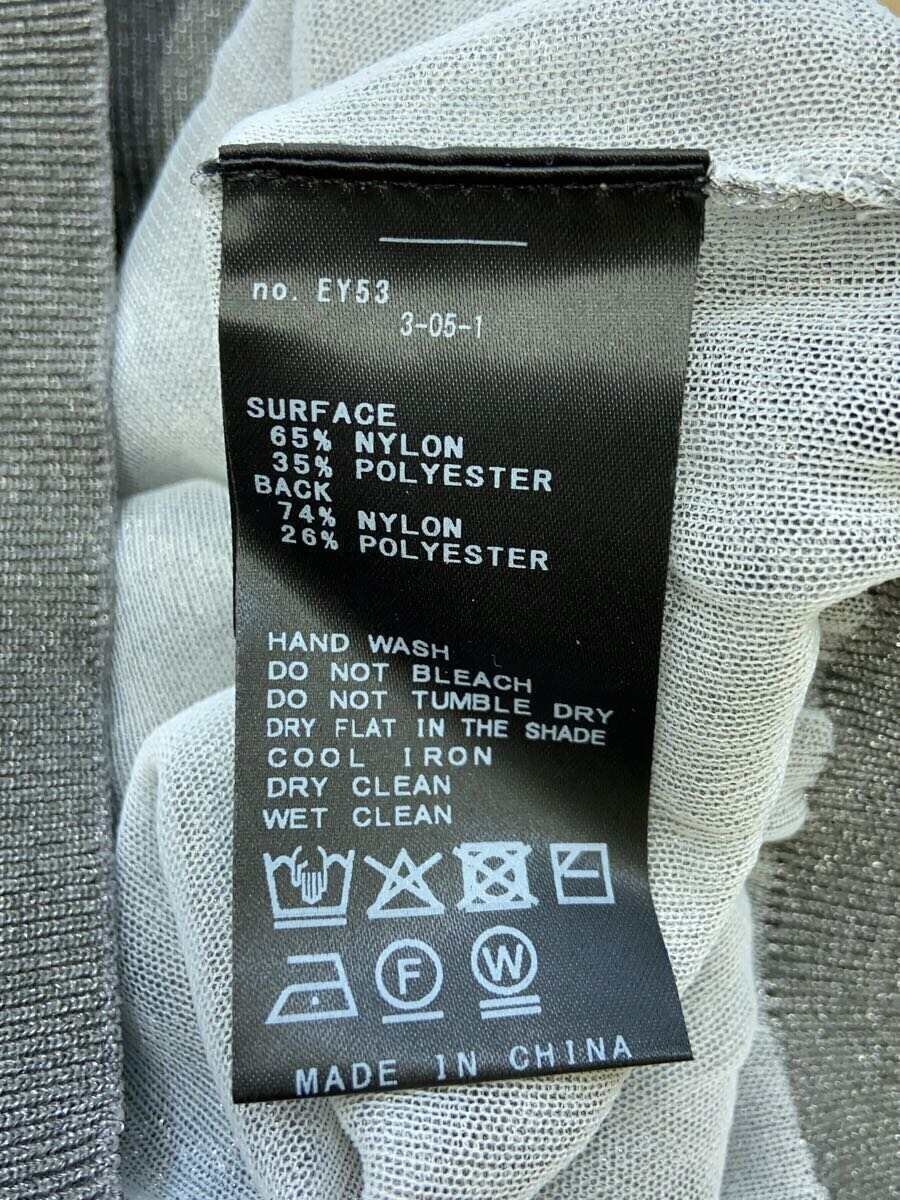 no. EY53
3-05-1
SURFACE
65% NYLON
35% POLYESTER
BACK
74% NYLON
26% POLYESTER
HAND WASH
DO NOT BLEACH
DO NOT TUMBLE DRY
DRY FLAT IN THE SHADE
COOL IRON
DRY CLEAN
WET CLEAN
F W
MADE IN CHINA